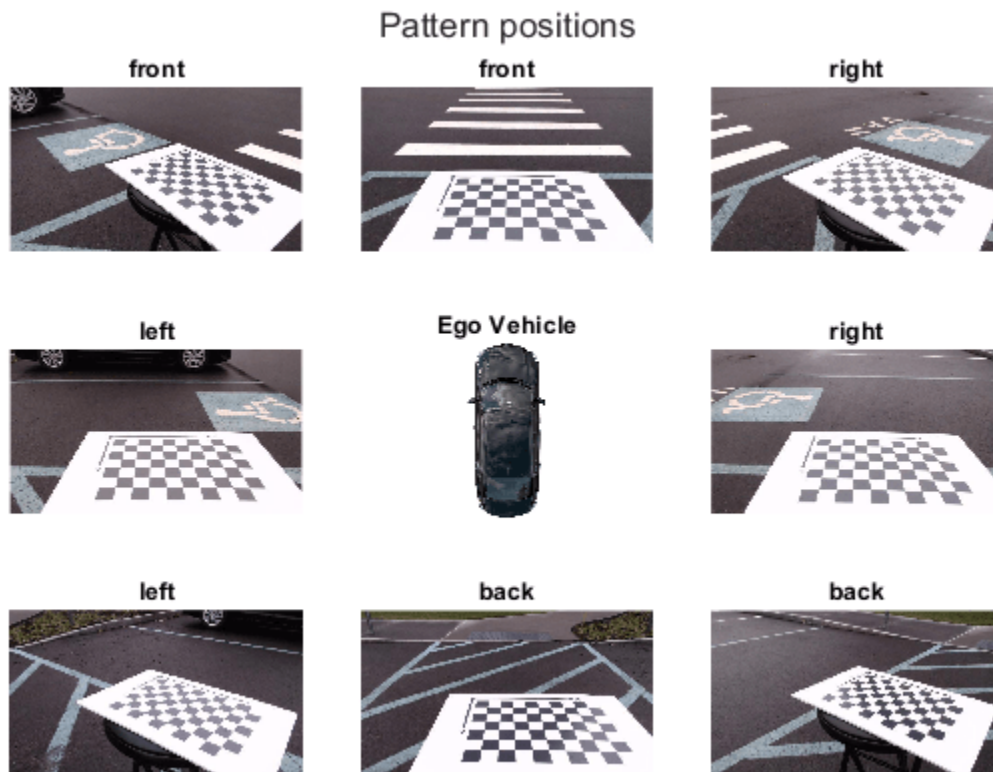 Pattern positions
front
front
right
left
Ego Vehicle
right
left
back
back